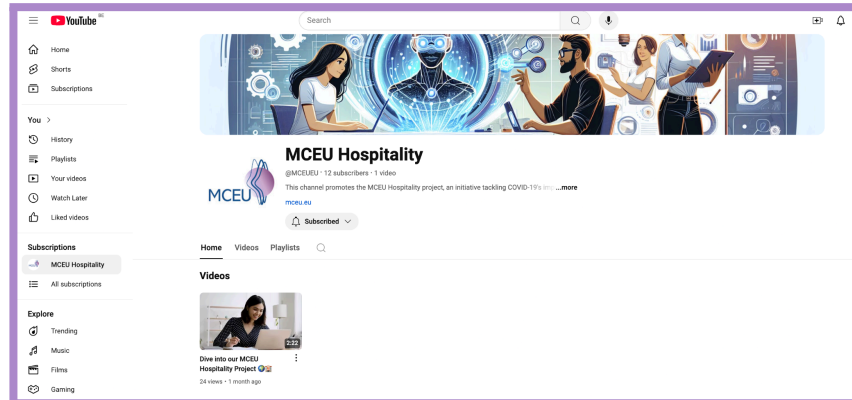 YouTube
Search
Home
Shorts
Subscriptions
You
History
Playlists
Your videos
Watch Later
Liked videos
Subscriptions
MCEU Hospitality
All subscriptions
Explore
Trending
Music
Films
Gaming
MCEU
MCEU Hospitality
@MCEUEU • 12 subscribers • 1 video
This channel promotes the MCEU Hospitality project, an initiative tackling COVID-19's ...more
mceu.eu
Subscribed
Home Videos Playlists
Videos
2:22
Dive into our MCEU
Hospitality Project
24 views • 1 month ago